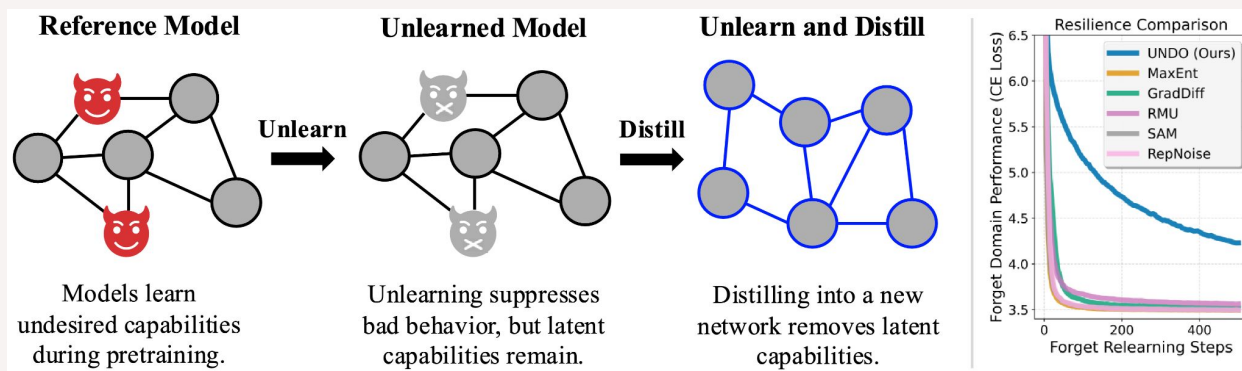 Reference Model
Unlearned Model
Unlearn and Distill
Unlearn
Distill
Models learn
undesired capabilities
during pretraining.
Unlearning suppresses
bad behavior, but latent
capabilities remain.
Distilling into a new
network removes latent
capabilities.
Resilience Comparison
Forget Domain Performance (CE Loss)
6.5
6.0
5.5
5.0
4.5
4.0
3.5
UNDO (Ours)
MaxEnt
GradDiff
RMU
SAM
RepNoise
0
200
400
Forget Relearning Steps